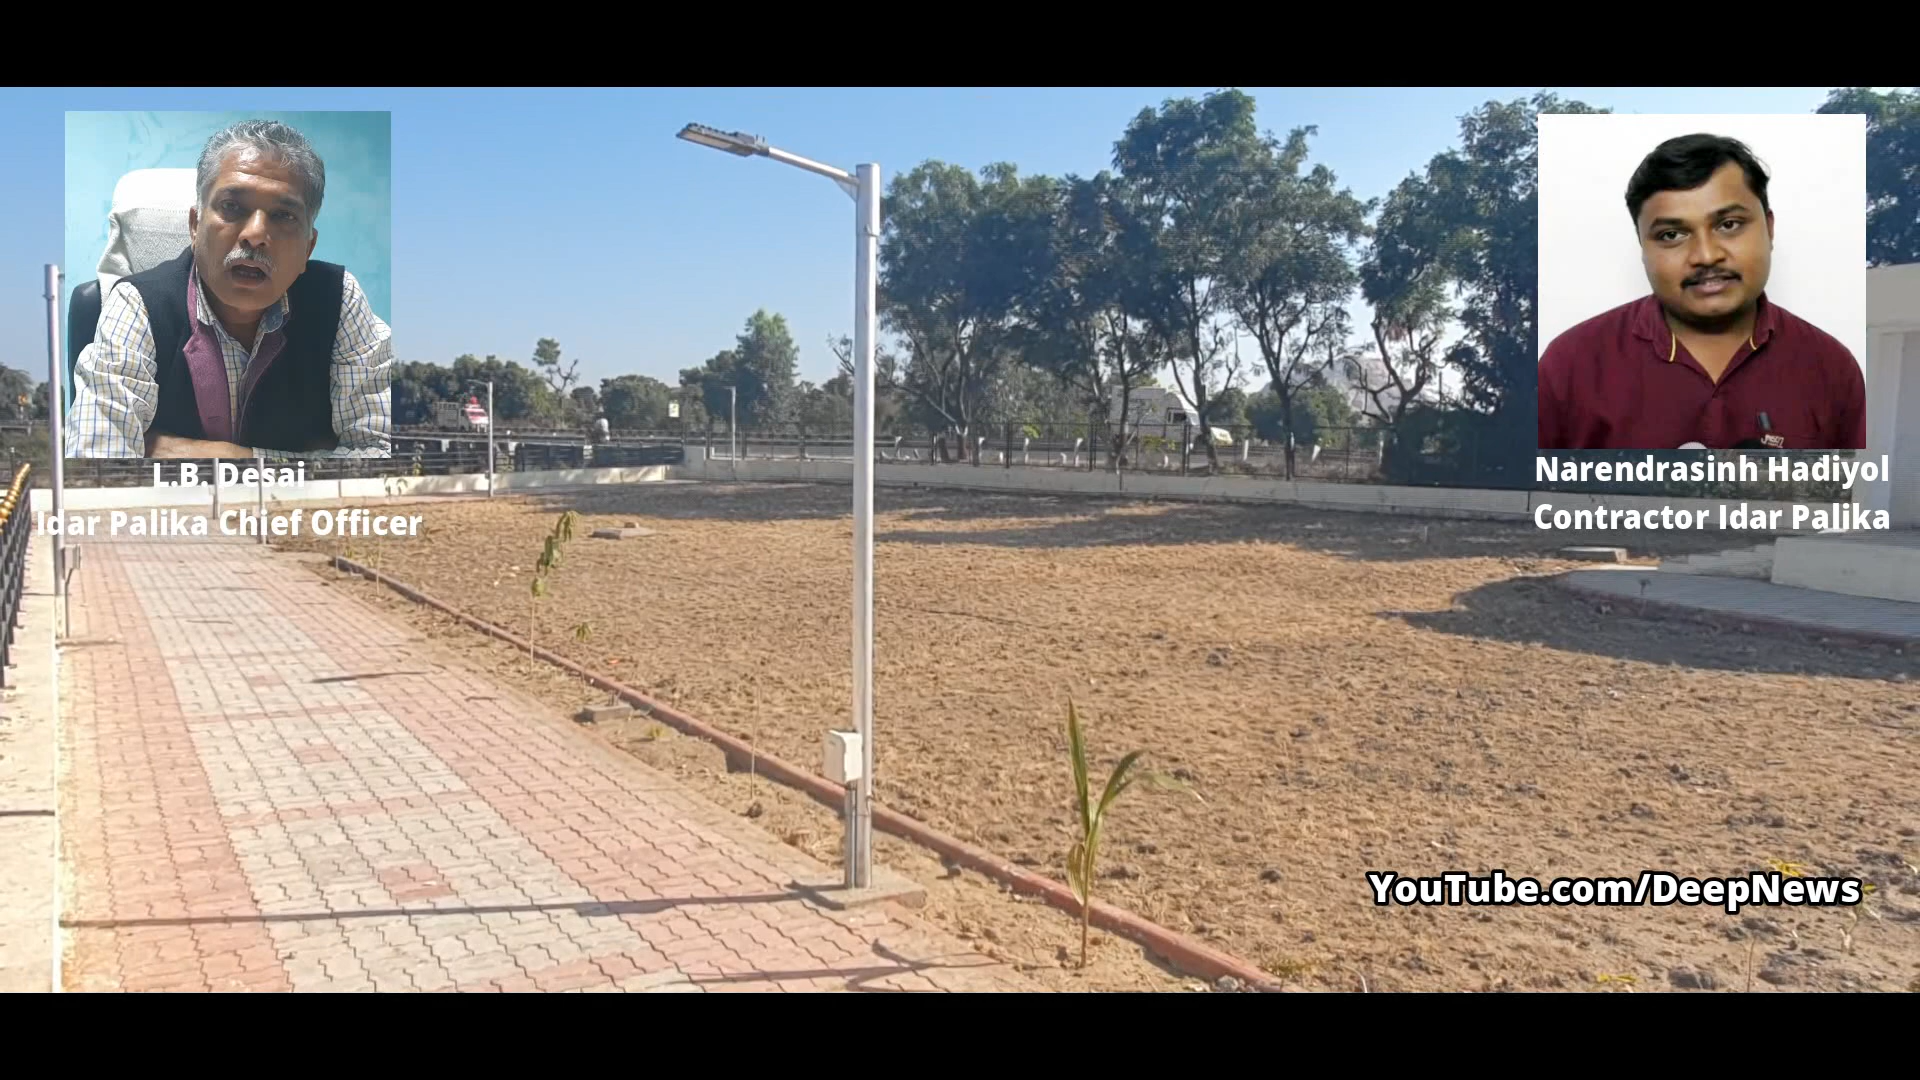 L.B. Desai
Idar Palika Chief Officer
Narendrasinh Hadiyol
Contractor Idar Palika
YouTube.com/DeepNews